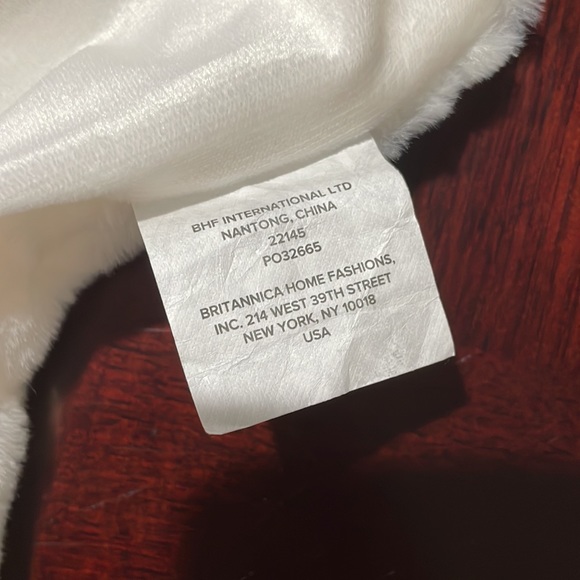 BHF INTERNATIONAL LTD
NANTONG, CHINA
22145
PO32665
BRITANNICA HOME FASHIONS,
INC. 214 WEST 39TH STREET
NEW YORK, NY 10018
USA